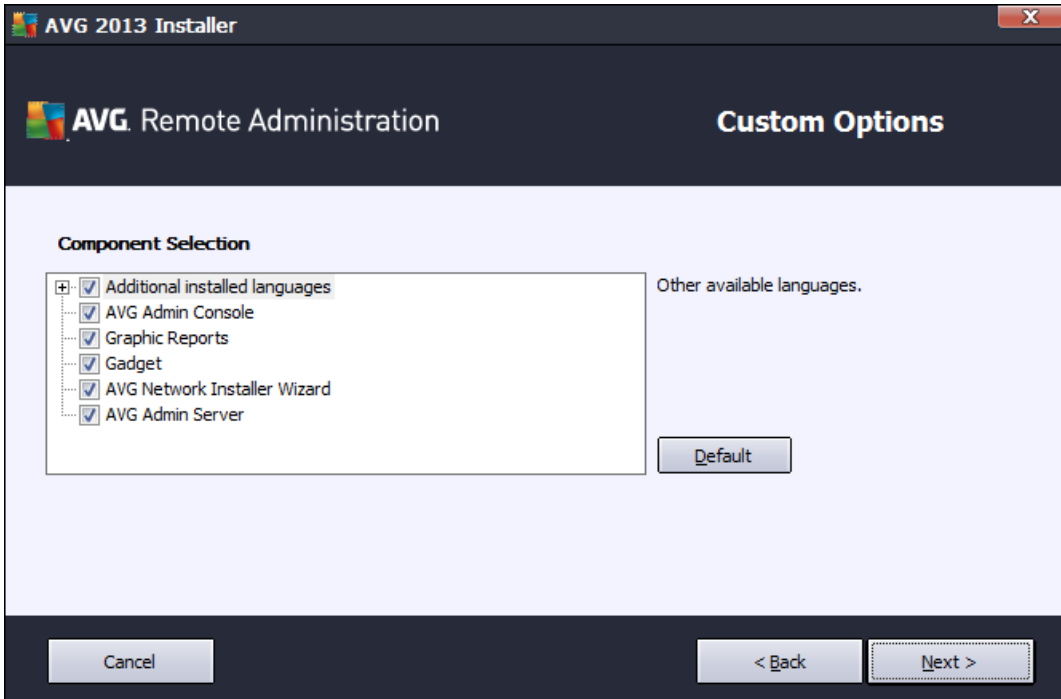 AVG 2013 Installer
AVG. Remote Administration
Custom Options
Component Selection
Additional installed languages
AVG Admin Console
Graphic Reports
Gadget
AVG Network Installer Wizard
AVG Admin Server
Other available languages.
Default
Cancel
< Back
Next >